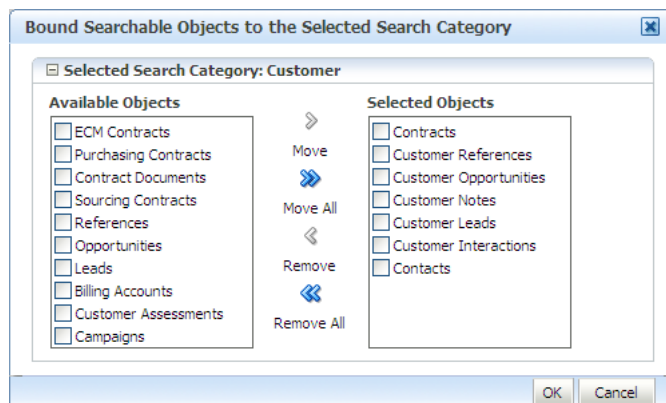 Bound Searchable Objects to the Selected Search Category
Selected Search Category: Customer
Available Objects
ECM Contracts
Purchasing Contracts
Contract Documents
Sourcing Contracts
References
Opportunities
Leads
Billing Accounts
Customer Assessments
Campaigns
Move
Move All
Remove
Remove All
Selected Objects
Contracts
Customer References
Customer Opportunities
Customer Notes
Customer Leads
Customer Interactions
Contacts
OK
Cancel